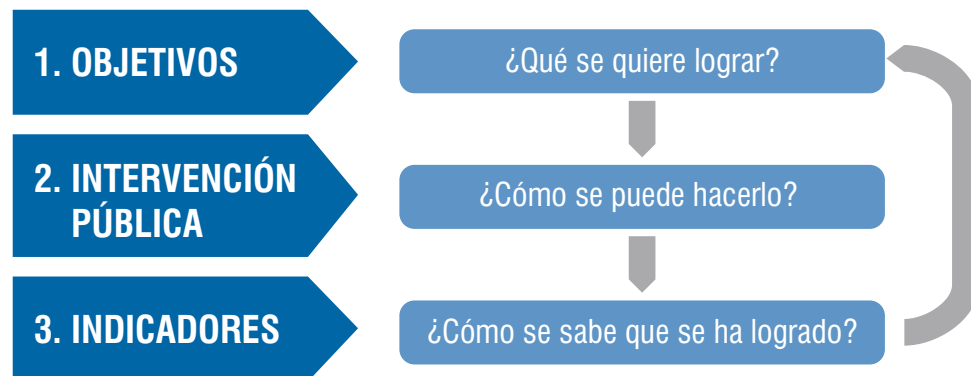 1. OBJETIVOS
¿Qué se quiere lograr?
2. INTERVENCIÓN
PÚBLICA
¿Cómo se puede hacerlo?
3. INDICADORES
¿Cómo se sabe que se ha logrado?